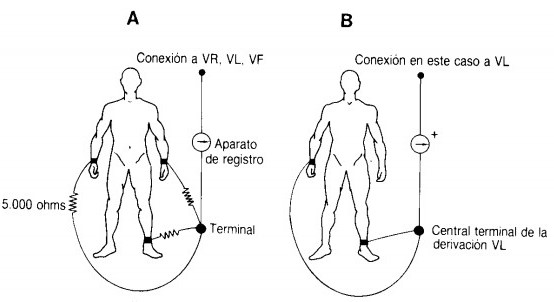 A
Conexión a VR, VL, VF
Aparato
de registro
5.000 ohms
Terminal
B
Conexión en este caso a VL
+
Central terminal de la
derivación VL